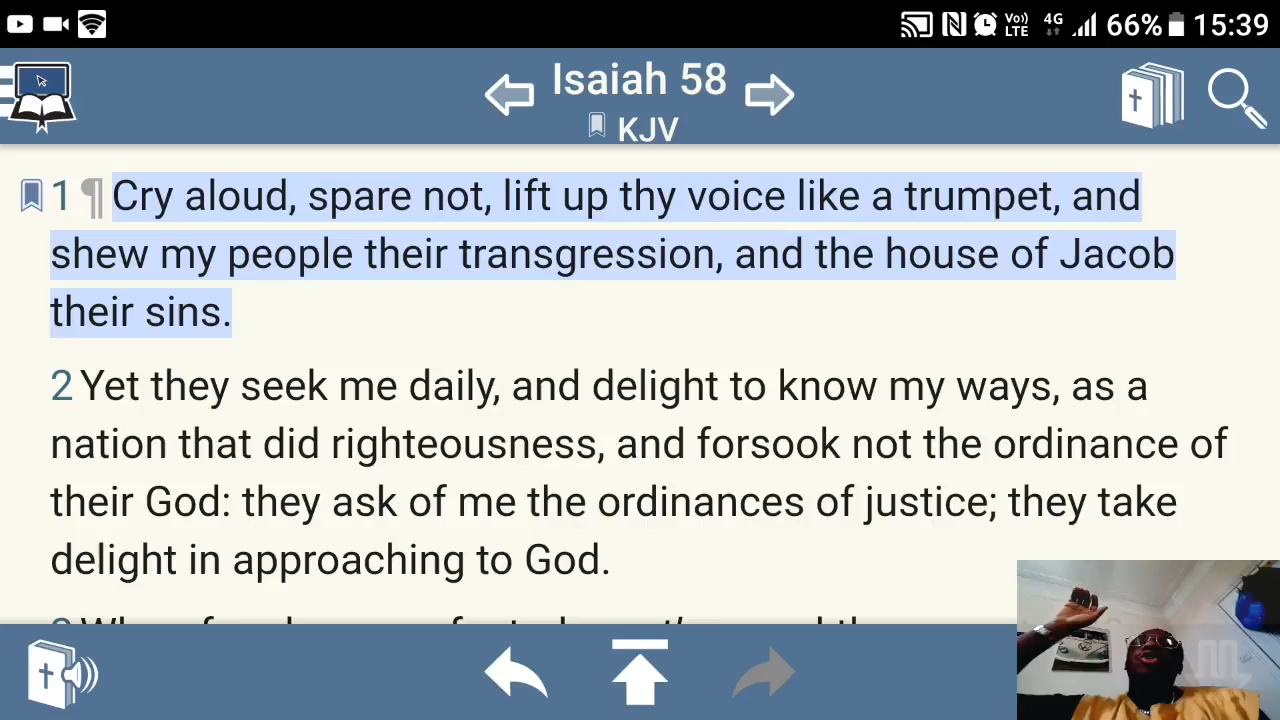 Vo)) LTE 4G 66% 15:39
Isaiah 58
KJV
1 ¶ Cry aloud, spare not, lift up thy voice like a trumpet, and
shew my people their transgression, and the house of Jacob
their sins.
2 Yet they seek me daily, and delight to know my ways, as a
nation that did righteousness, and forsook not the ordinance of
their God: they ask of me the ordinances of justice; they take
delight in approaching to God.